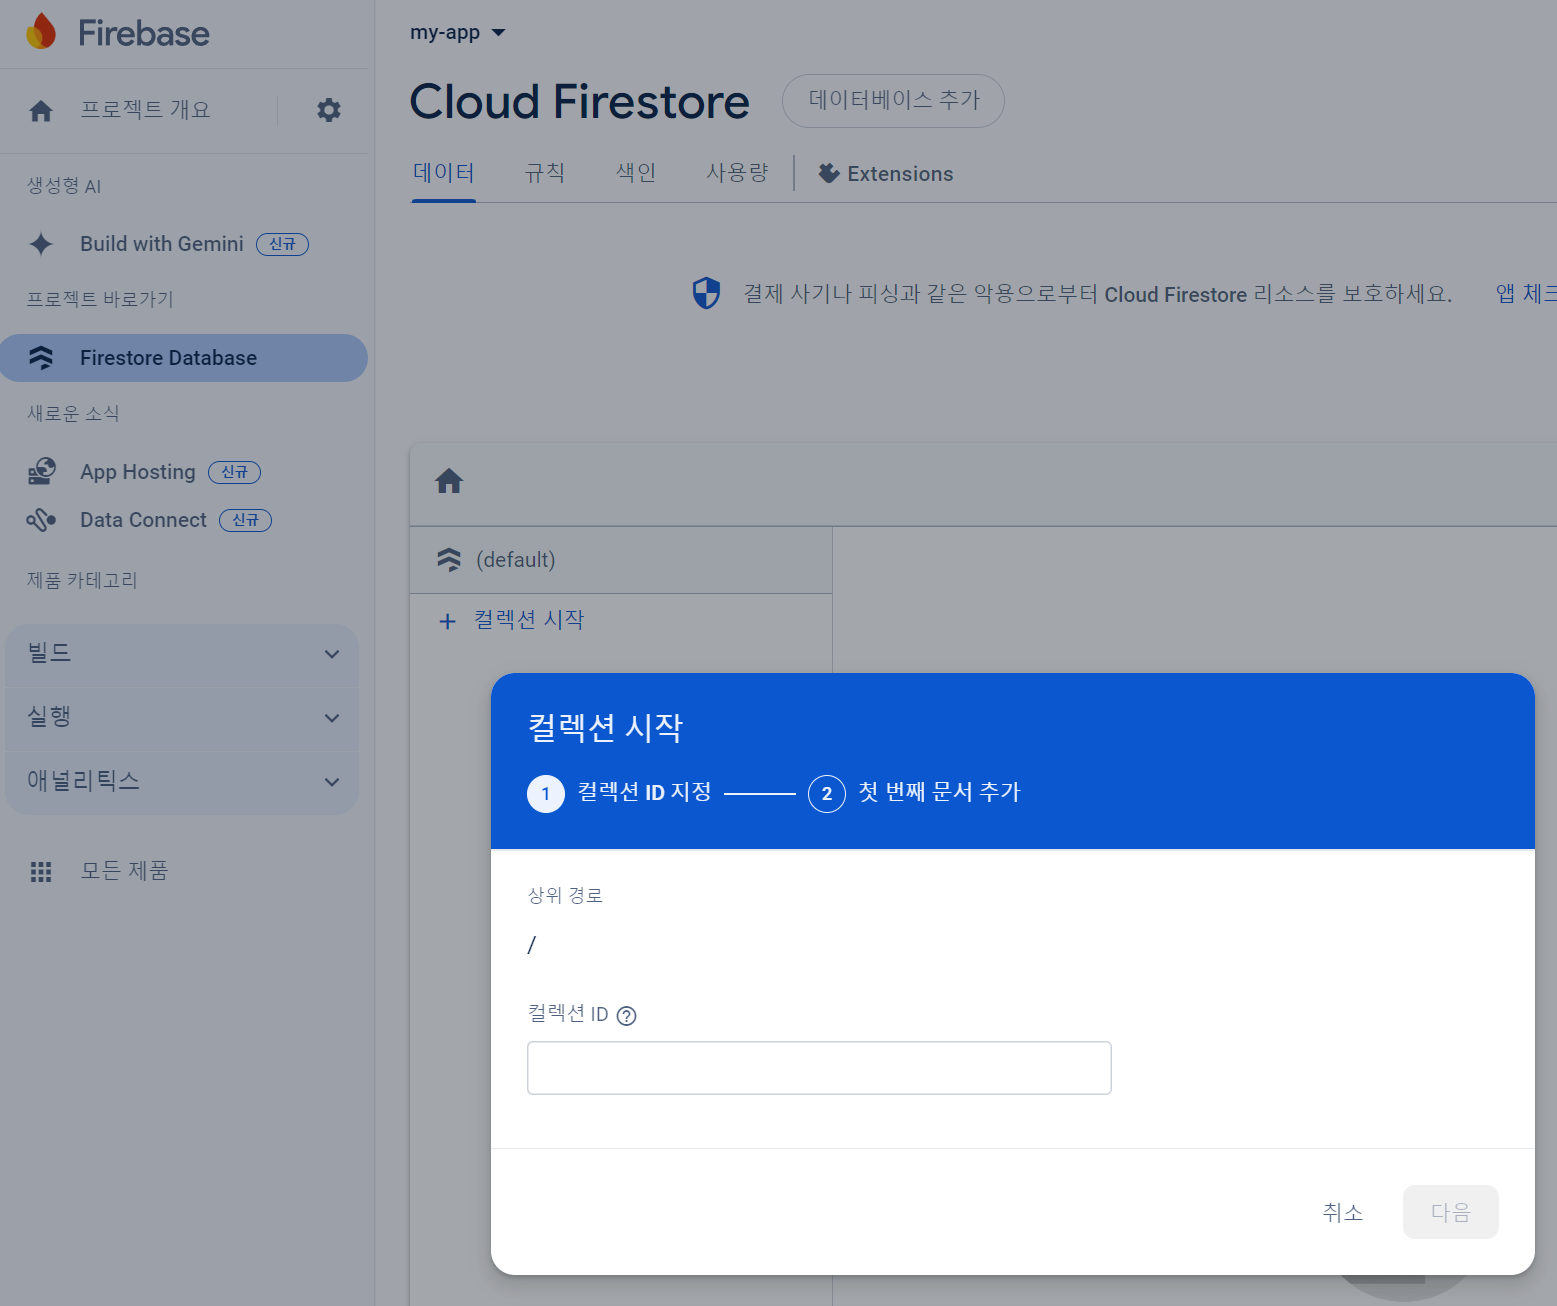 Firebase
프로젝트 개요
생성형 AI
Build with Gemini 신규
프로젝트 바로가기
Firestore Database
새로운 소식
App Hosting 신규
Data Connect 신규
제품 카테고리
빌드
실행
애널리틱스
모든 제품
my-app
Cloud Firestore 데이터베이스 추가
데이터 규칙 색인 사용량 Extensions
결제 사기나 피싱과 같은 악용으로부터 Cloud Firestore 리소스를 보호하세요. 앱 체크
(default)
+ 컬렉션 시작
컬렉션 시작
1 컬렉션 ID 지정 2 첫 번째 문서 추가
상위 경로
/
컬렉션 ID ?
취소 다음